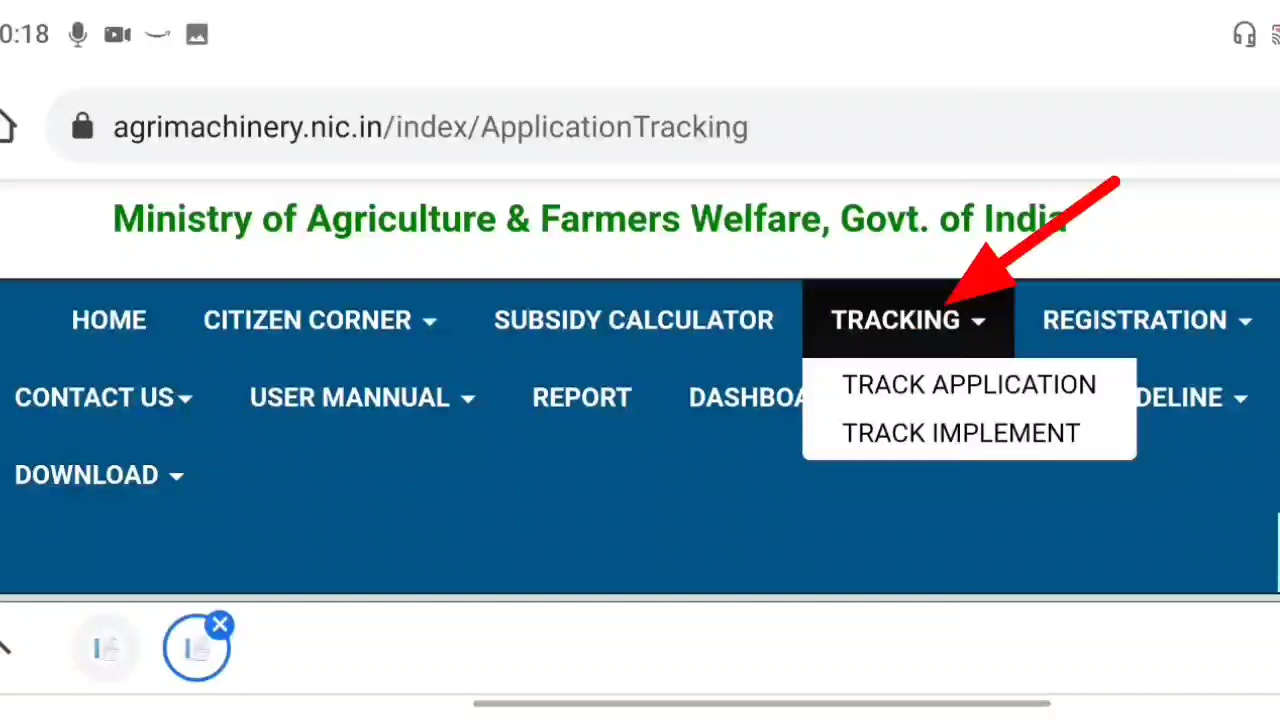 0:18
agrimachinery.nic.in/index/ApplicationTracking
Ministry of Agriculture & Farmers Welfare, Govt. of India
HOME CITIZEN CORNER SUBSIDY CALCULATOR TRACKING REGISTRATION
TRACK APPLICATION
CONTACT US USER MANNUAL REPORT DASHBOA DELINE
TRACK IMPLEMENT
DOWNLOAD